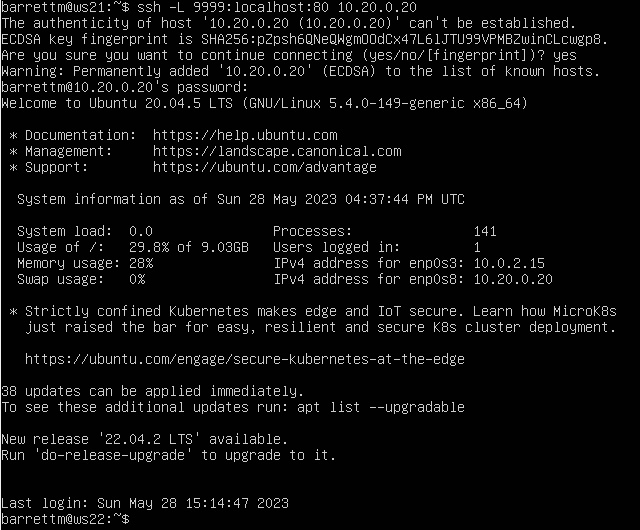 barrettm@ws21:~$ ssh -L 9999:localhost:80 10.20.0.20
The authenticity of host '10.20.0.20 (10.20.0.20)' can't be established.
ECDSA key fingerprint is SHA256:pZpsh6QNeQWgmOOdCx47L6lJTU99VPMBZwinCLcwgp8.
Are you sure you want to continue connecting (yes/no/[fingerprint])? yes
Warning: Permanently added '10.20.0.20' (ECDSA) to the list of known hosts.
barrettm@10.20.0.20's password:
Welcome to Ubuntu 20.04.5 LTS (GNU/Linux 5.4.0-149-generic x86_64)
* Documentation:  https://help.ubuntu.com
* Management:     https://landscape.canonical.com
* Support:        https://ubuntu.com/advantage
System information as of Sun 28 May 2023 04:37:44 PM UTC
System load:  0.0               Processes:               141
Usage of /:   29.8% of 9.03GB   Users logged in:         1
Memory usage: 28%               IPv4 address for enp0s3: 10.0.2.15
Swap usage:   0%                IPv4 address for enp0s8: 10.20.0.20
* Strictly confined Kubernetes makes edge and IoT secure. Learn how MicroK8s
just raised the bar for easy, resilient and secure K8s cluster deployment.
https://ubuntu.com/engage/secure-kubernetes-at-the-edge
38 updates can be applied immediately.
To see these additional updates run: apt list --upgradable
New release '22.04.2 LTS' available.
Run 'do-release-upgrade' to upgrade to it.
Last login: Sun May 28 15:14:47 2023
barrettm@ws22:~$